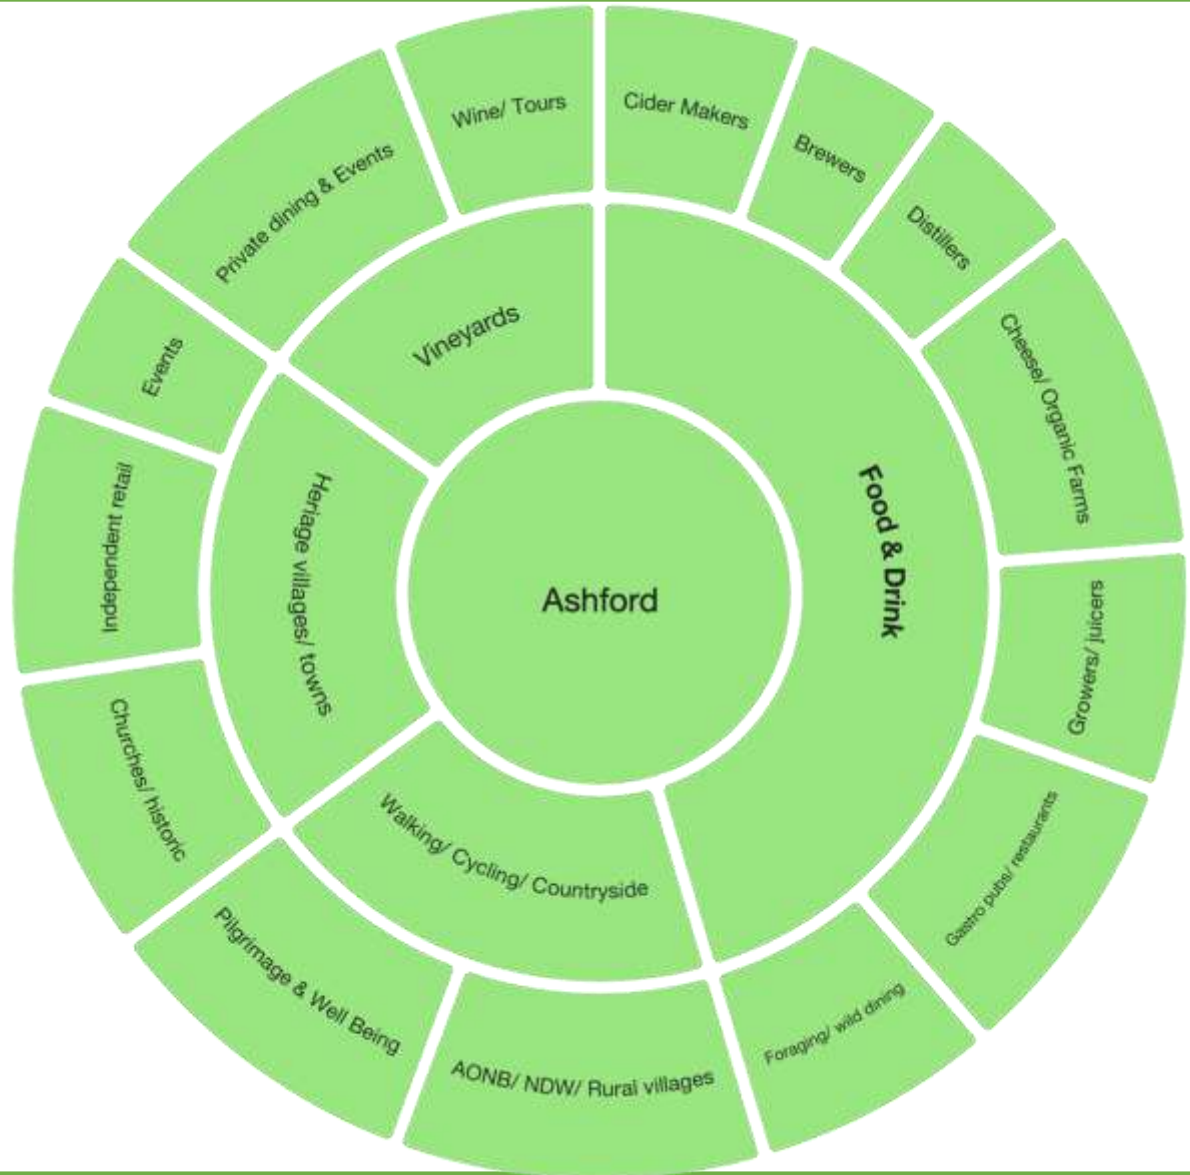 Ashford
Food & Drink
Cider Makers
Brewers
Distillers
Cheese/ Organic Farms
Growers/ juicers
Gastro pubs/ restaurants
Foraging/ wild dining
Walking/ Cycling/ Countryside
AONB/ NDW/ Rural villages
Pilgrimage & Well Being
Heriage villages/ towns
Churches/ historic
Independent retail
Events
Vineyards
Private dining & Events
Wine/ Tours